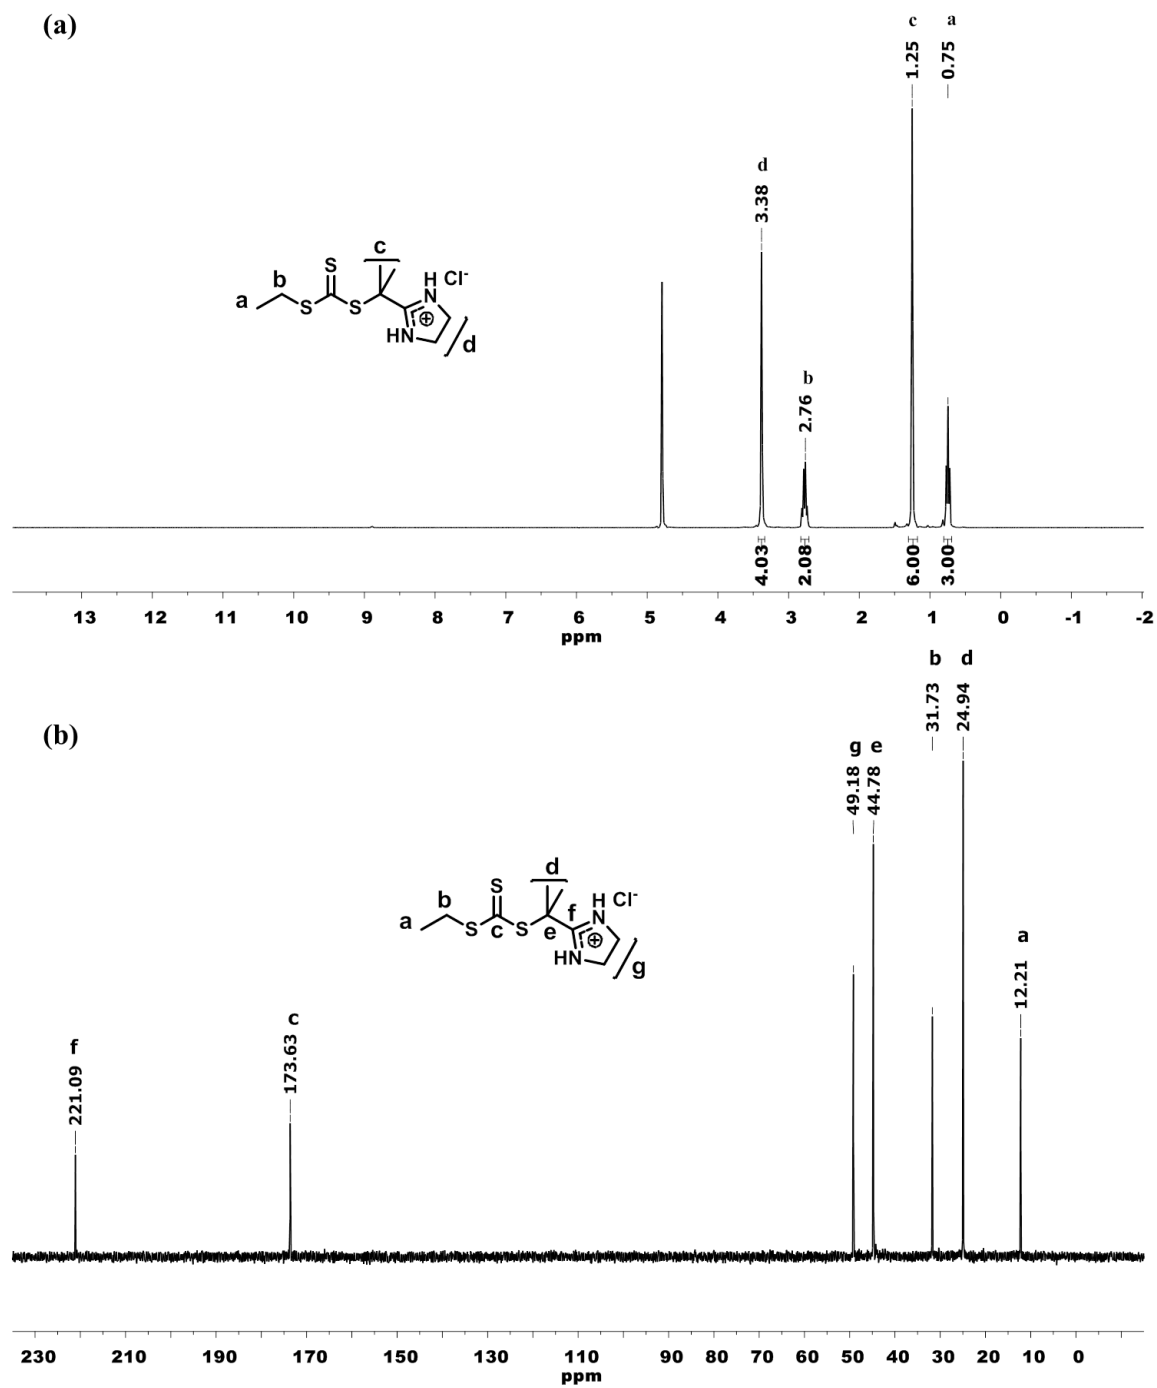 (a)
c a
1.25 0.75
d
3.38
b
2.76
c
S
b
a
S S
H
N
Cl-
⊕
HN
d
4.03 2.08 6.00 3.00
13 12 11 10 9 8 7 6 5 4 3 2 1 0 -1 -2
ppm
(b)
b d
31.73 24.94
g e
49.18 44.78
d
S
b
a
S S
c
e
f
H
N
Cl-
⊕
HN
g
a
12.21
c
173.63
f
221.09
230 210 190 170 150 130 110 90 80 70 60 50 40 30 20 10 0
ppm